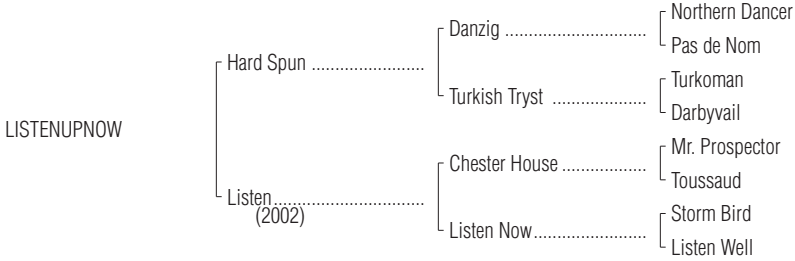 Northern Dancer
Danzig ..............................
Pas de Nom
Hard Spun ........................
Turkoman
Turkish Tryst ....................
Darbyvail
LISTENUPNOW
Mr. Prospector
Chester House ..................
Toussaud
Listen................................
(2002)
Storm Bird
Listen Now........................
Listen Well